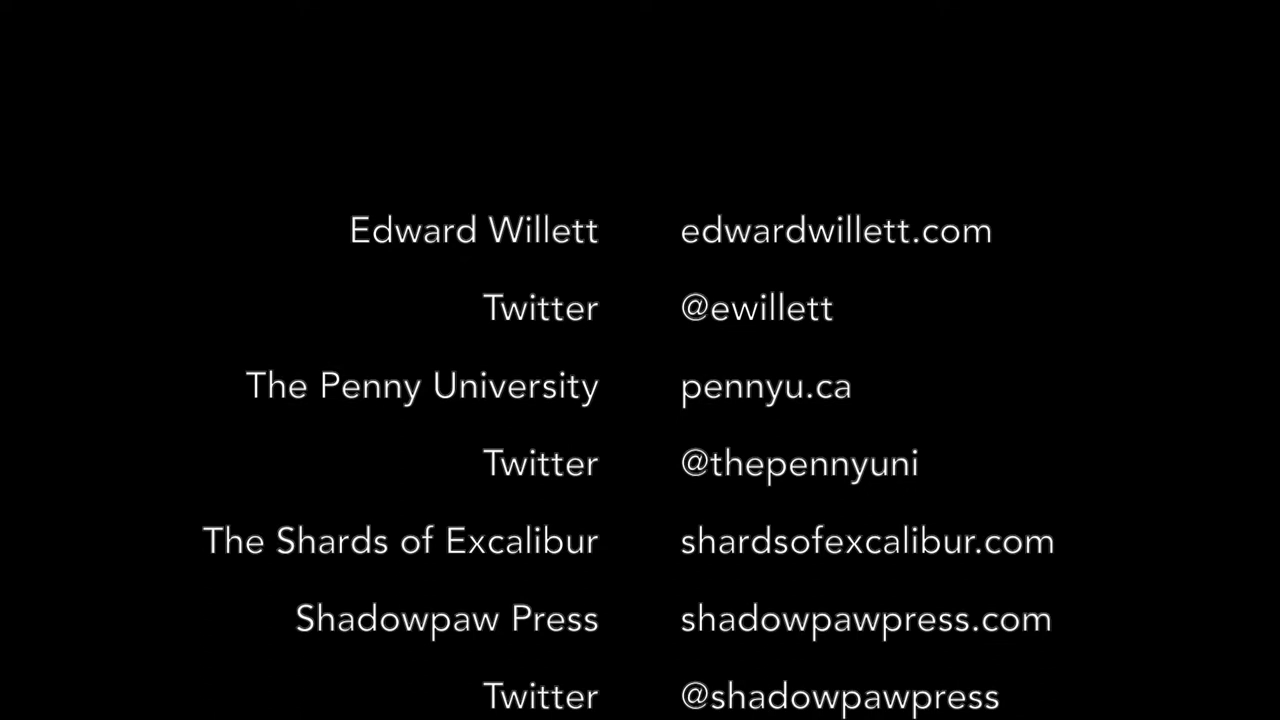 Edward Willett edwardwillett.com
Twitter @ewillett
The Penny University pennyu.ca
Twitter @thepennyuni
The Shards of Excalibur shardsofexcalibur.com
Shadowpaw Press shadowpawpress.com
Twitter @shadowpawpress